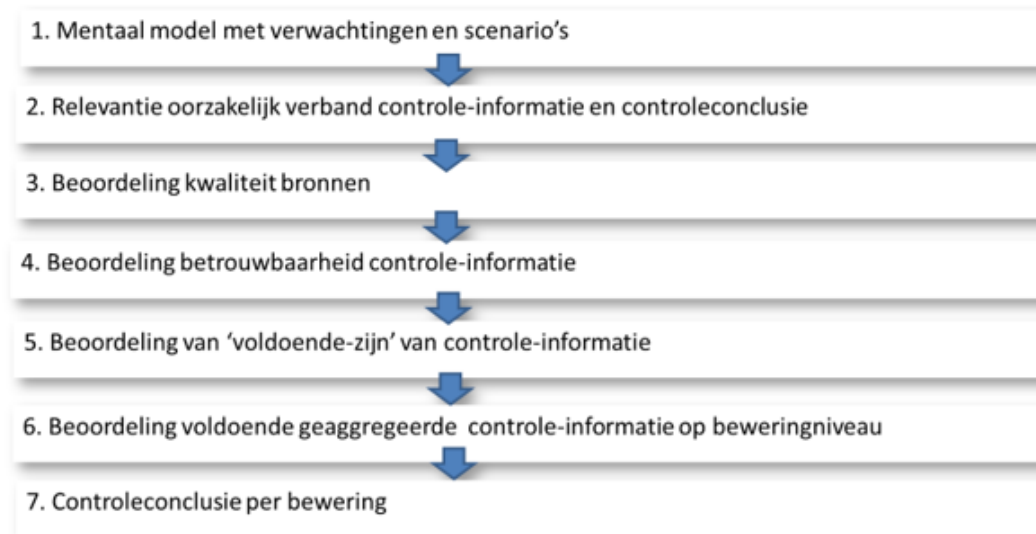 1. Mentaal model met verwachtingen en scenario's
2. Relevantie oorzakelijk verband controle-informatie en controleconclusie
3. Beoordeling kwaliteit bronnen
4. Beoordeling betrouwbaarheid controle-informatie
5. Beoordeling van ‘voldoende-zijn’ van controle-informatie
6. Beoordeling voldoende geaggregeerde controle-informatie op beweringniveau
7. Controleconclusie per bewering